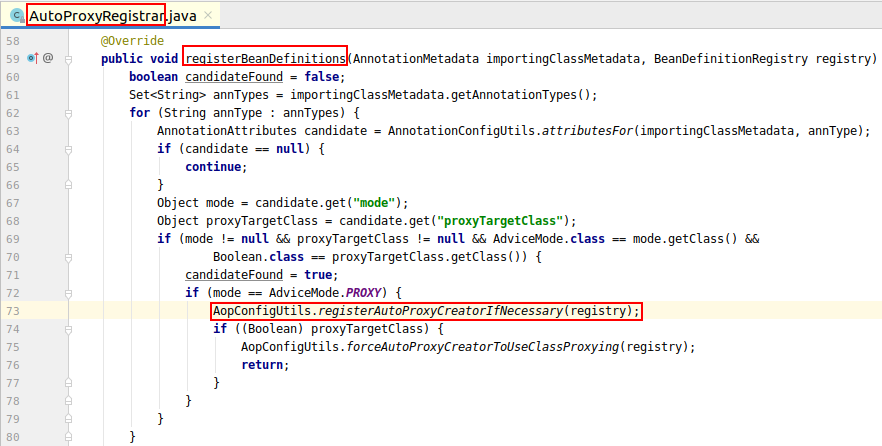 AutoProxyRegistrar.java
58 @Override
59 public void registerBeanDefinitions(AnnotationMetadata importingClassMetadata, BeanDefinitionRegistry registry)
60 boolean candidateFound = false;
61 Set<String> annTypes = importingClassMetadata.getAnnotationTypes();
62 for (String annType : annTypes) {
63 AnnotationAttributes candidate = AnnotationConfigUtils.attributesFor(importingClassMetadata, annType);
64 if (candidate == null) {
65 continue;
66 }
67 Object mode = candidate.get("mode");
68 Object proxyTargetClass = candidate.get("proxyTargetClass");
69 if (mode != null && proxyTargetClass != null && AdviceMode.class == mode.getClass() &&
70 Boolean.class == proxyTargetClass.getClass()) {
71 candidateFound = true;
72 if (mode == AdviceMode.PROXY) {
73 AopConfigUtils.registerAutoProxyCreatorIfNecessary(registry);
74 if ((Boolean) proxyTargetClass) {
75 AopConfigUtils.forceAutoProxyCreatorToUseClassProxying(registry);
76 return;
77 }
78 }
79 }
80 }